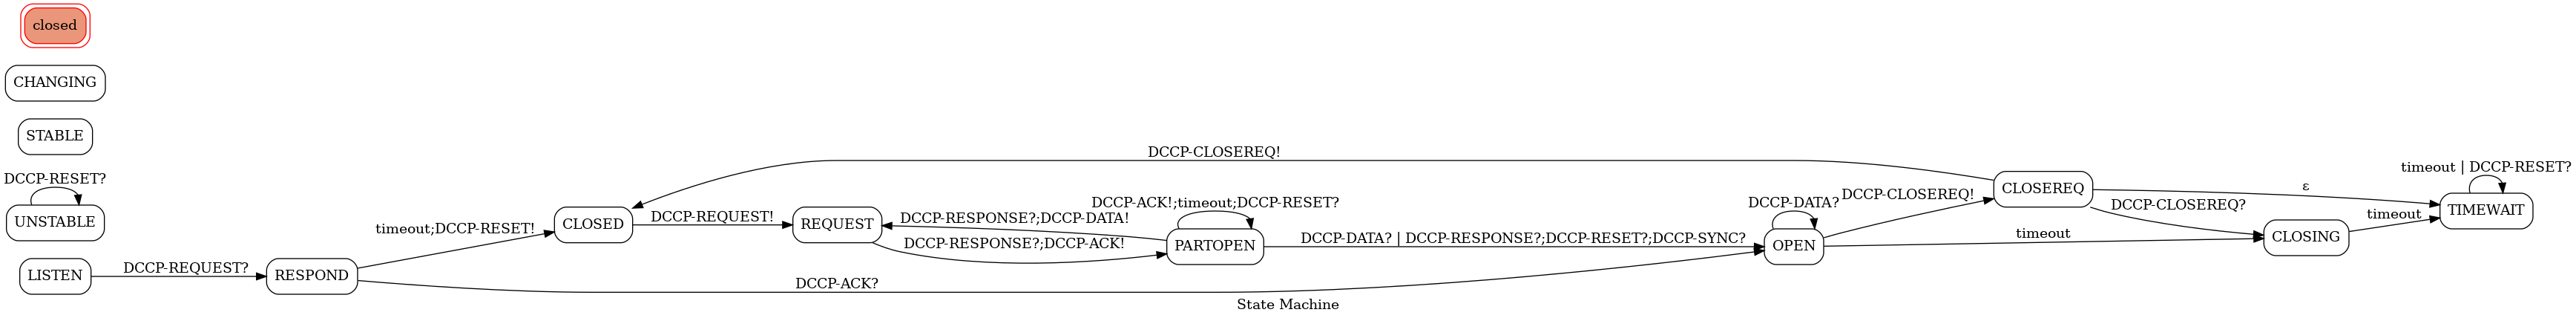 closed
CHANGING
STABLE
DCCP-RESET?
UNSTABLE
LISTEN
DCCP-REQUEST?
RESPOND
timeout;DCCP-RESET!
DCCP-ACK?
CLOSED
DCCP-REQUEST!
REQUEST
DCCP-CLOSEREQ!
DCCP-RESPONSE?;DCCP-DATA!
DCCP-RESPONSE?;DCCP-ACK!
DCCP-ACK!;timeout;DCCP-RESET?
PARTOPEN
DCCP-DATA? | DCCP-RESPONSE?;DCCP-RESET?;DCCP-SYNC?
DCCP-DATA?
OPEN
DCCP-CLOSEREQ!
timeout
CLOSEREQ
ε
DCCP-CLOSEREQ?
CLOSING
timeout
timeout | DCCP-RESET?
TIMEWAIT
State Machine